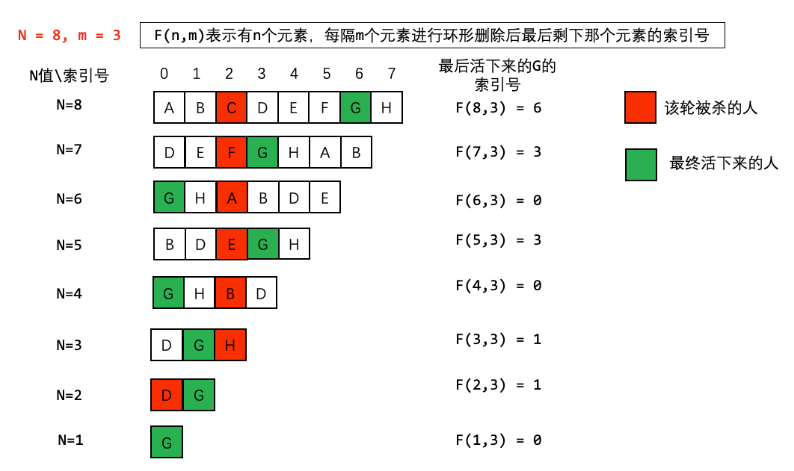 N = 8, m = 3
F(n,m)表示有n个元素，每隔m个元素进行环形删除后最后剩下那个元素的索引号
N值\索引号 0 1 2 3 4 5 6 7
最后活下来的G的
索引号
N=8 A B C D E F G H F(8,3) = 6
该轮被杀的人
N=7 D E F G H A B F(7,3) = 3
最终活下来的人
N=6 G H A B D E F(6,3) = 0
N=5 B D E G H F(5,3) = 3
N=4 G H B D F(4,3) = 0
N=3 D G H F(3,3) = 1
N=2 D G F(2,3) = 1
N=1 G F(1,3) = 0